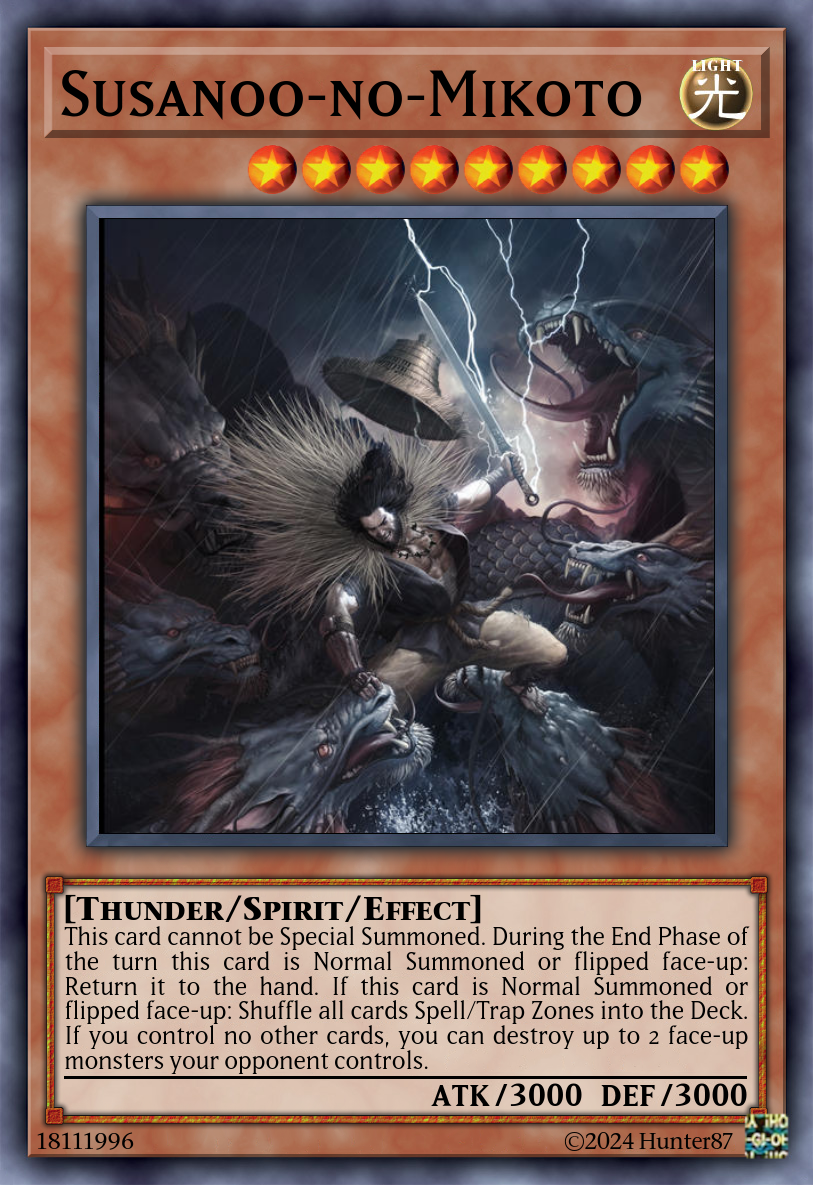 Susanoo-no-Mikoto
LIGHT
光
[Thunder/Spirit/Effect]
This card cannot be Special Summoned. During the End Phase of
the turn this card is Normal Summoned or flipped face-up:
Return it to the hand. If this card is Normal Summoned or
flipped face-up: Shuffle all cards Spell/Trap Zones into the Deck.
If you control no other cards, you can destroy up to 2 face-up
monsters your opponent controls.
ATK/3000 DEF/3000
18111996 ©2024 Hunter87